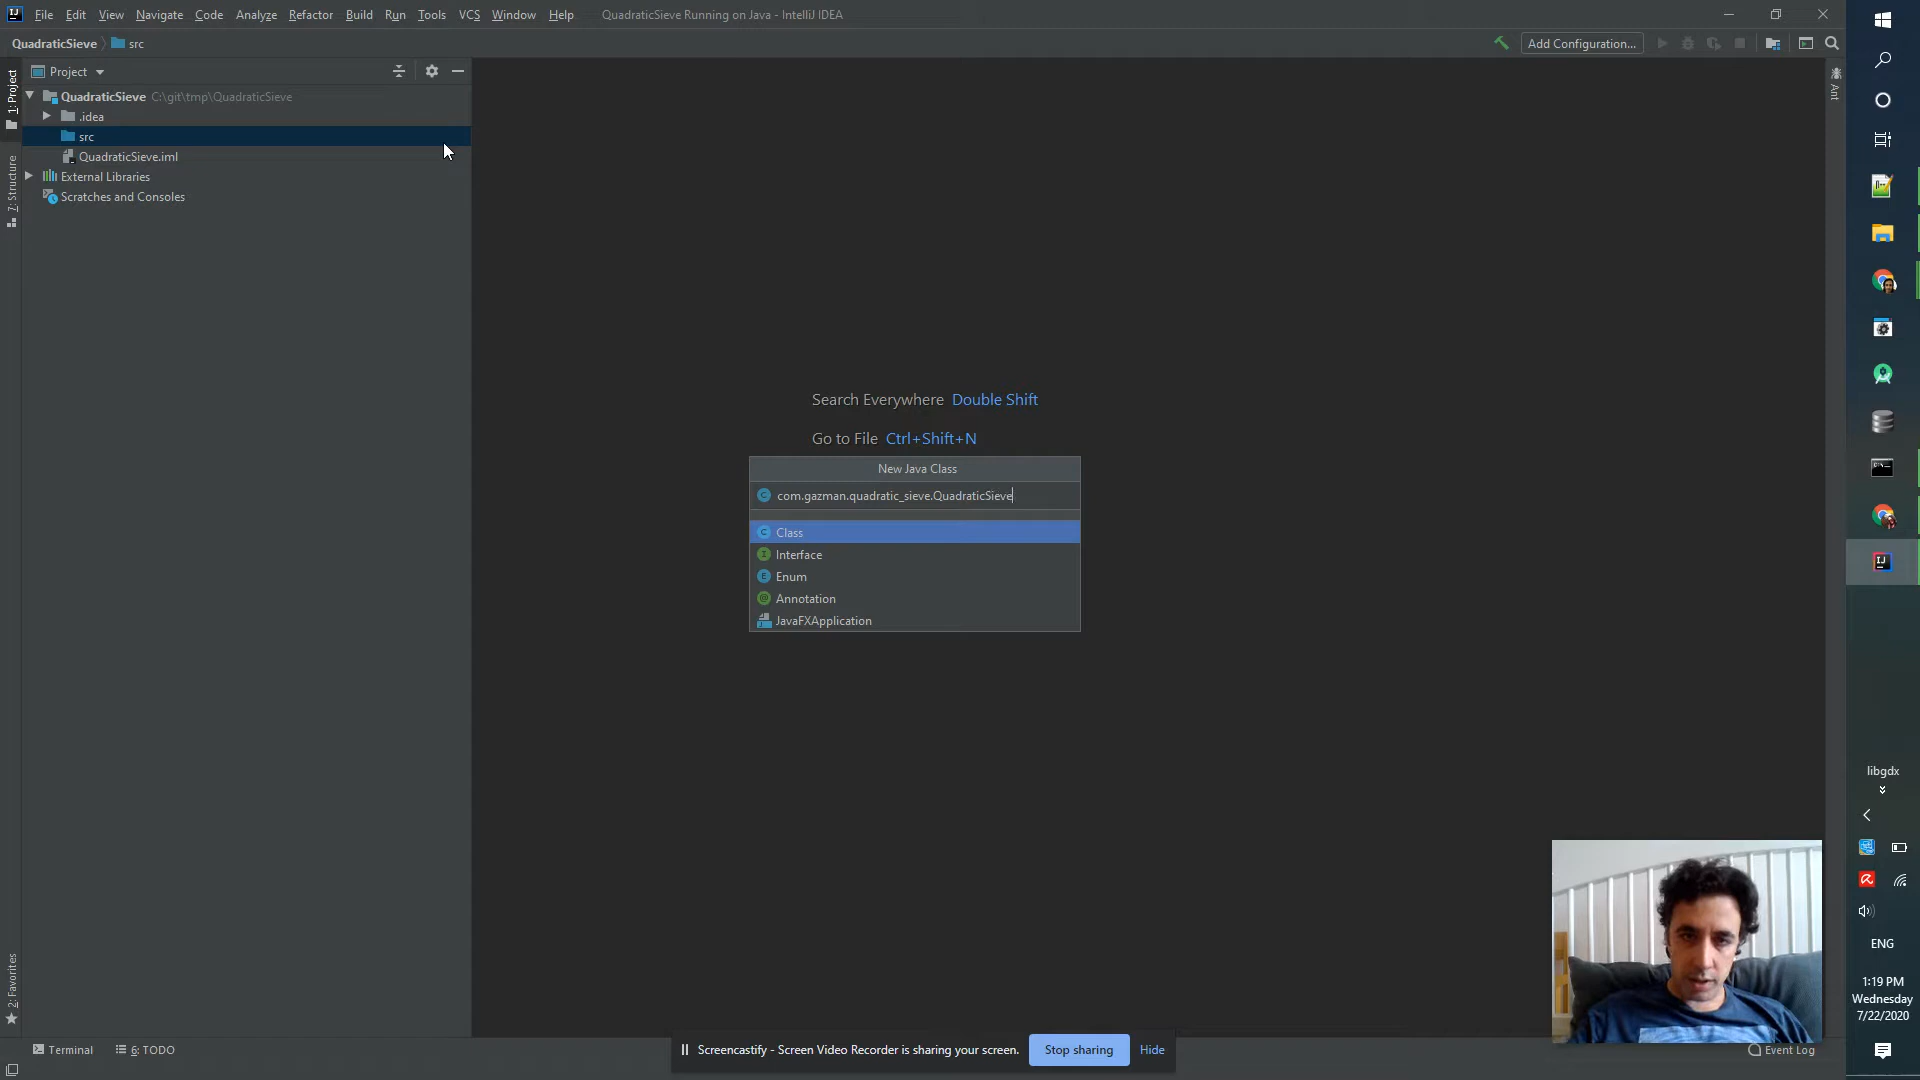 File Edit View Navigate Code Analyze Refactor Build Run Tools VCS Window Help QuadraticSieve Running on Java - IntelliJ IDEA
QuadraticSieve src
Add Configuration...
1: Project
Project
QuadraticSieve C:\git\tmp\QuadraticSieve
.idea
src
QuadraticSieve.iml
External Libraries
Scratches and Consoles
7: Structure
2: Favorites
Ant
Search Everywhere Double Shift
Go to File Ctrl+Shift+N
New Java Class
com.gazman.quadratic_sieve.QuadraticSieve
Class
Interface
Enum
Annotation
JavaFXApplication
Terminal 6: TODO
Screencastify - Screen Video Recorder is sharing your screen. Stop sharing Hide
Event Log
libgdx
ENG
1:19 PM
Wednesday
7/22/2020